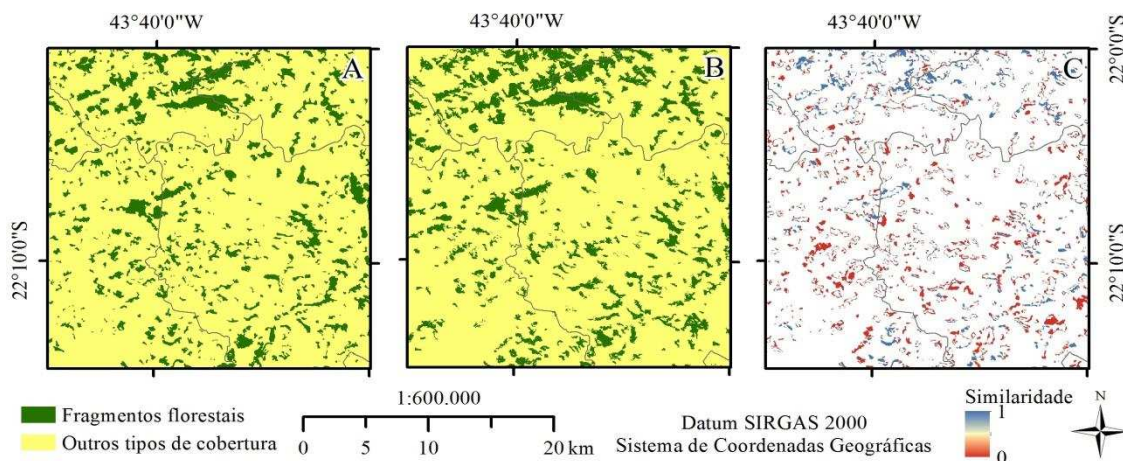 43°40'0"W
43°40'0"W
43°40'0"W
A
B
C
22°0'0"S
22°10'0"S
22°10'0"S
Fragmentos florestais
Outros tipos de cobertura
1:600.000
0 5 10 20 km
Datum SIRGAS 2000
Sistema de Coordenadas Geográficas
Similaridade
1
0
N